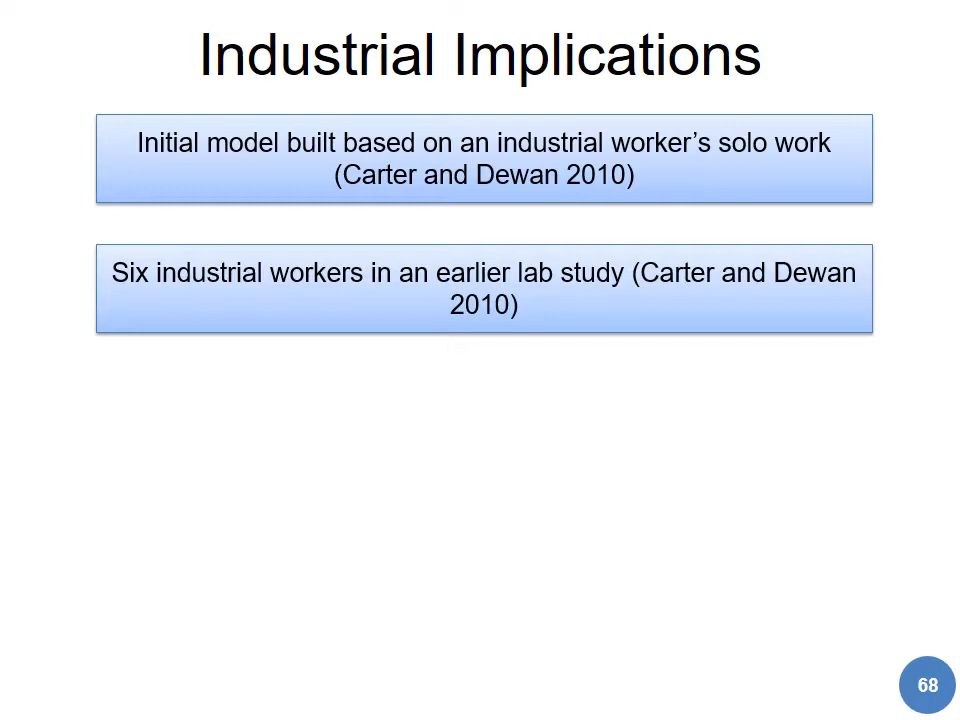 Industrial Implications
Initial model built based on an industrial worker’s solo work
(Carter and Dewan 2010)
Six industrial workers in an earlier lab study (Carter and Dewan
2010)
68